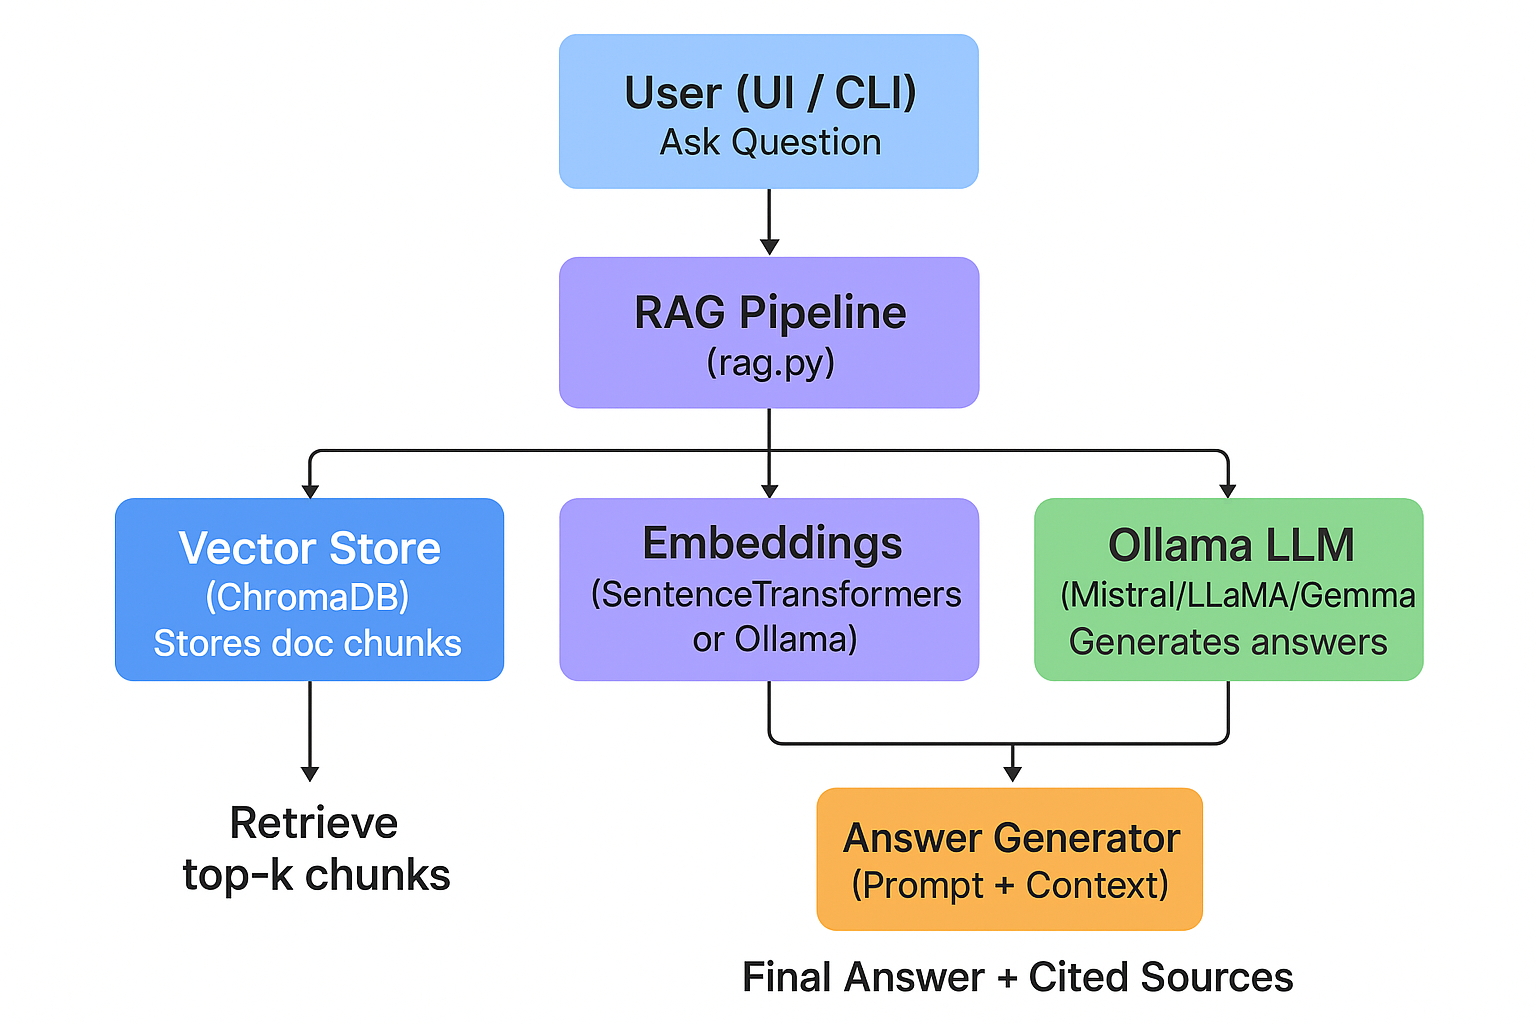 User (UI / CLI)
Ask Question
RAG Pipeline
(rag.py)
Vector Store
(ChromaDB)
Stores doc chunks
Embeddings
(SentenceTransformers
or Ollama)
Ollama LLM
(Mistral/LLaMA/Gemma
Generates answers
Retrieve
top-k chunks
Answer Generator
(Prompt + Context)
Final Answer + Cited Sources